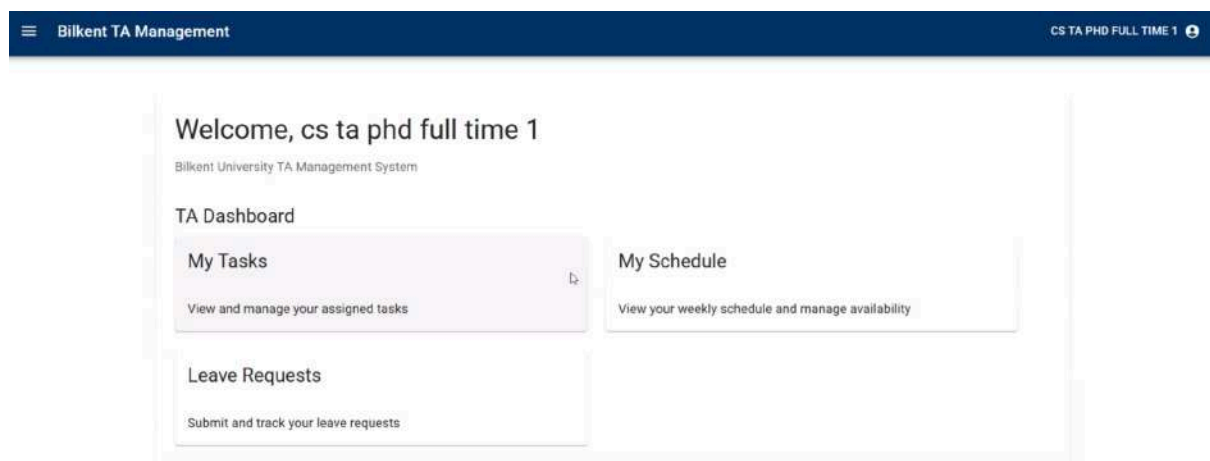 Bilkent TA Management
CS TA PHD FULL TIME 1
Welcome, cs ta phd full time 1
Bilkent University TA Management System
TA Dashboard
My Tasks
View and manage your assigned tasks
My Schedule
View your weekly schedule and manage availability
Leave Requests
Submit and track your leave requests